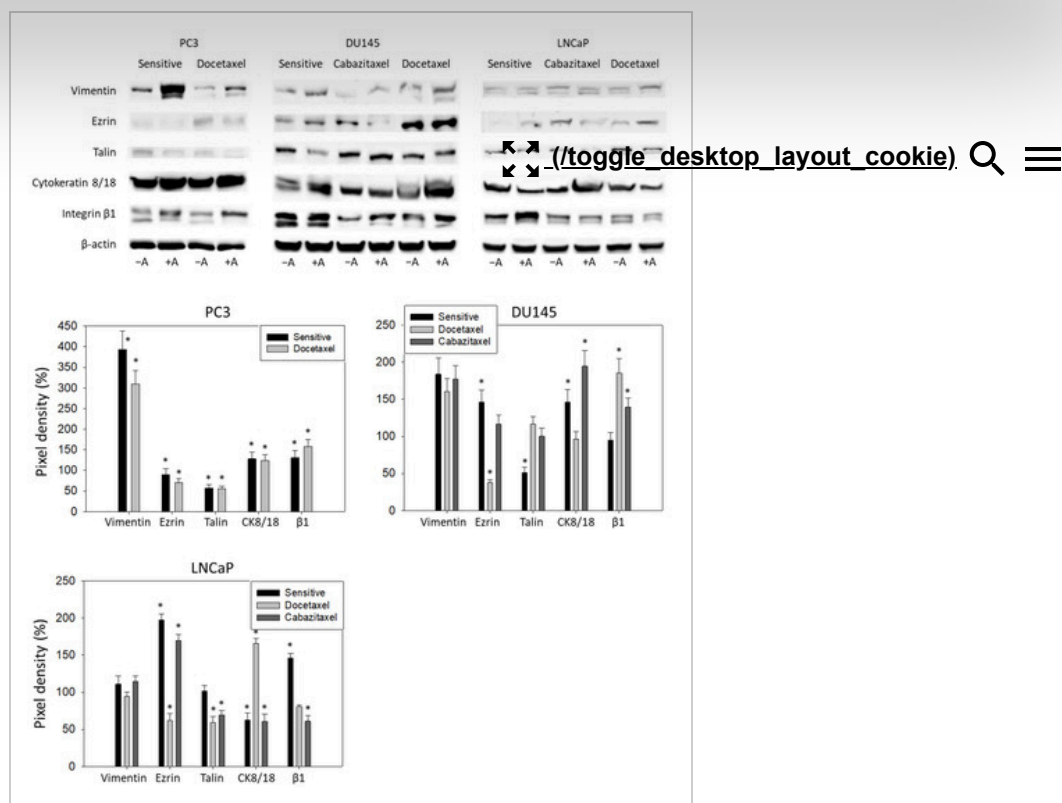 PC3 DU145 LNCaP
Sensitive Docetaxel Sensitive Cabazitaxel Docetaxel Sensitive Cabazitaxel Docetaxel
Vimentin
Ezrin
Talin
(/toggle_desktop_layout_cookie)
Cytokeratin 8/18
Integrin β1
β-actin
−A +A −A +A −A +A −A +A −A +A −A +A −A +A −A +A
PC3
Pixel density (%)
450
400
350
300
250
200
150
100
50
0
Sensitive
Docetaxel
* * * * * * * * * *
Vimentin Ezrin Talin CK8/18 β1
DU145
250
200
150
100
50
0
Sensitive
Docetaxel
Cabazitaxel
* * * * * * *
Vimentin Ezrin Talin CK8/18 β1
LNCaP
Pixel density (%)
250
200
150
100
50
0
Sensitive
Docetaxel
Cabazitaxel
* * * * * * * * * *
Vimentin Ezrin Talin CK8/18 β1